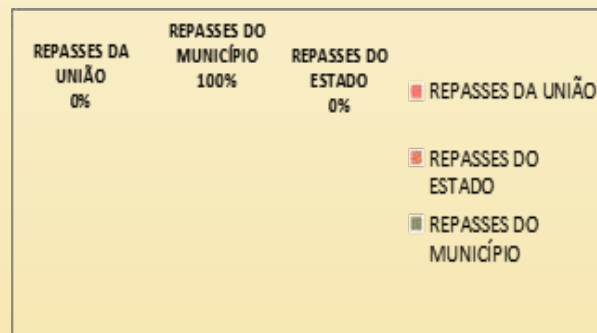 REPASSES DA
UNIÃO
0%
REPASSES DO
MUNICÍPIO
100%
REPASSES DO
ESTADO
0%
REPASSES DA UNIÃO
REPASSES DO
ESTADO
REPASSES DO
MUNICÍPIO